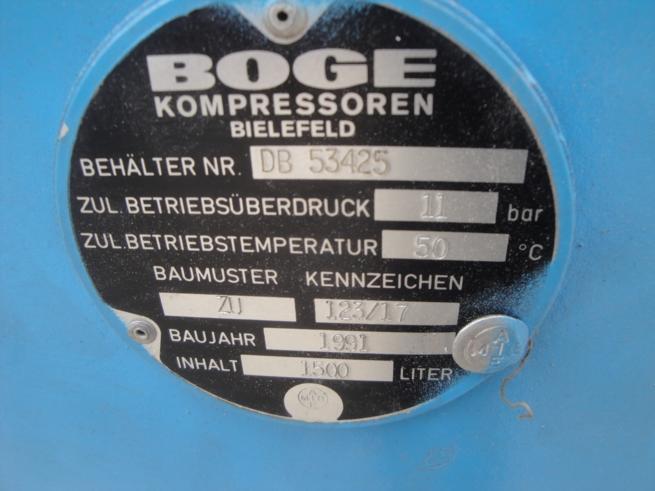 BOGE
KOMPRESSOREN
BIELEFELD
BEHÄLTER NR. DB 53425
ZUL. BETRIEBSÜBERDRUCK 11 bar
ZUL. BETRIEBSTEMPERATUR 50 °C
BAUMUSTER KENNZEICHEN
ZU 123/17
BAUJAHR 1991
INHALT 1500 LITER